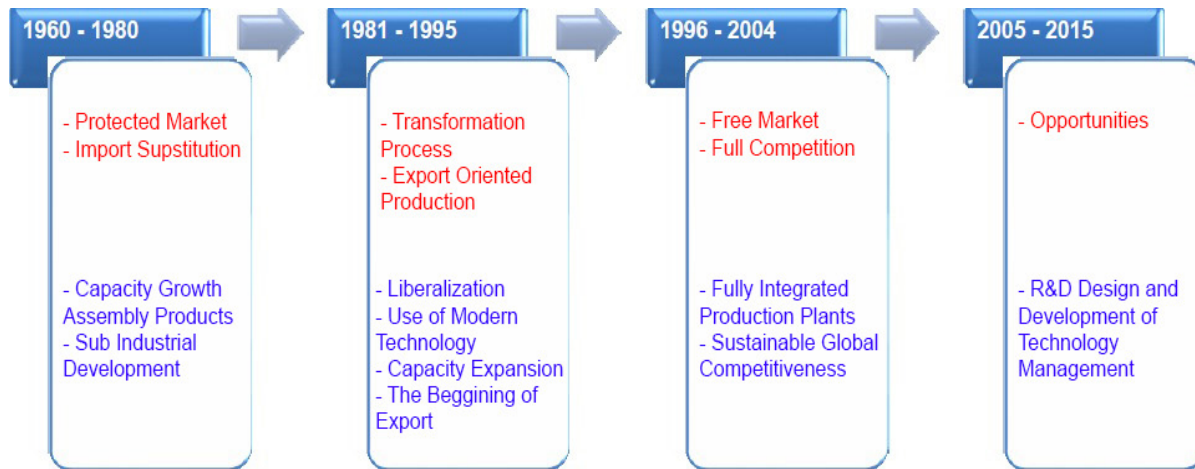 1960 - 1980
- Protected Market
- Import Supstitution
- Capacity Growth
Assembly Products
- Sub Industrial
Development
1981 - 1995
- Transformation
Process
- Export Oriented
Production
- Liberalization
- Use of Modern
Technology
- Capacity Expansion
- The Beggining of
Export
1996 - 2004
- Free Market
- Full Competition
- Fully Integrated
Production Plants
- Sustainable Global
Competitiveness
2005 - 2015
- Opportunities
- R&D Design and
Development of
Technology
Management